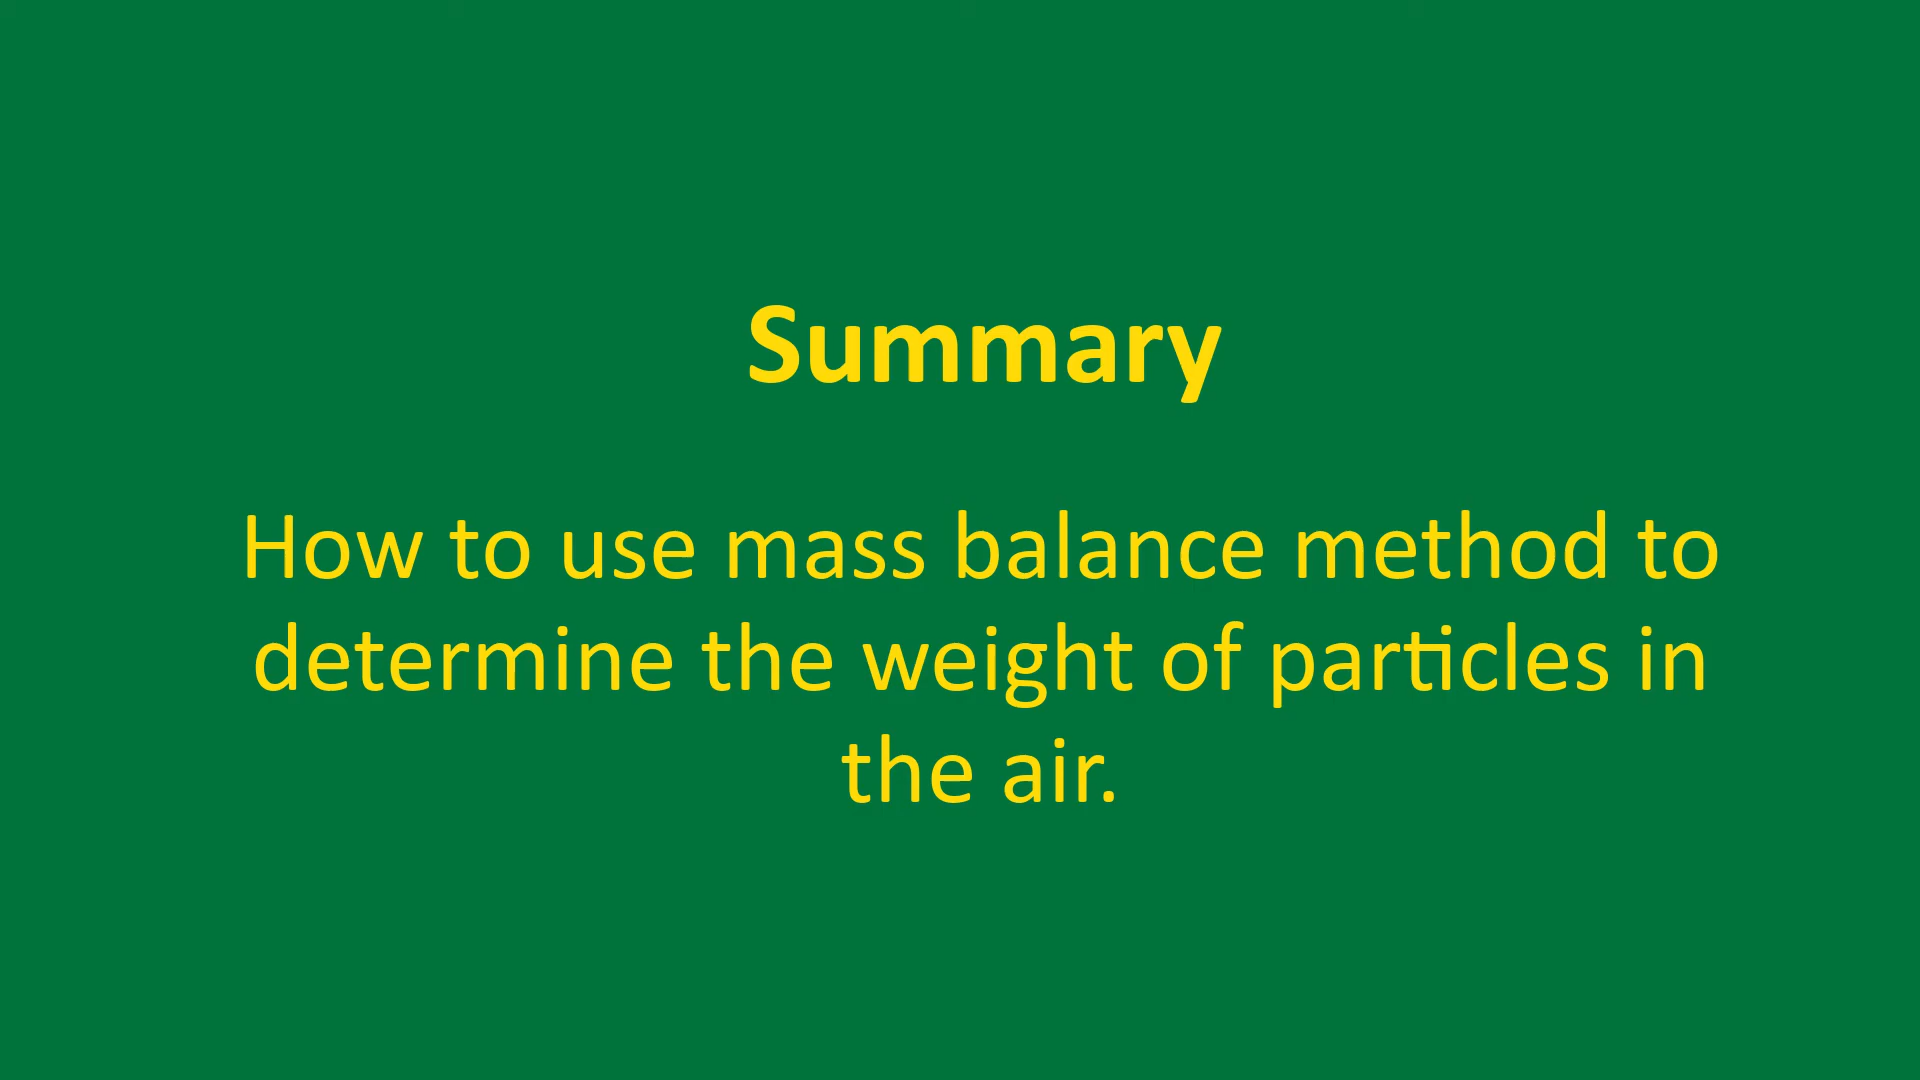 Summary
How to use mass balance method to
determine the weight of particles in
the air.